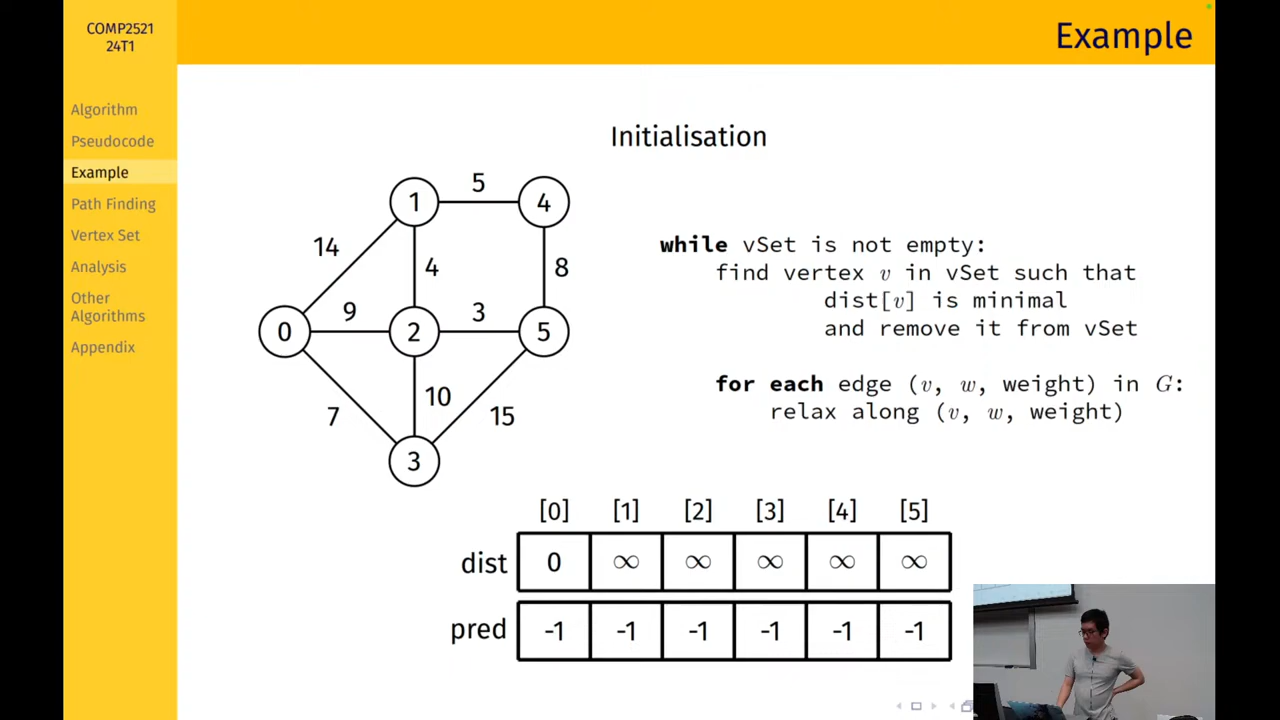 COMP2521
24T1
Example
Algorithm
Pseudocode
Example
Path Finding
Vertex Set
Analysis
Other
Algorithms
Appendix
Initialisation
1 5 4
14 4 8
0 9 2 3 5
7 10 15
3
while vSet is not empty:
find vertex v in vSet such that
dist[v] is minimal
and remove it from vSet
for each edge (v, w, weight) in G:
relax along (v, w, weight)
[0] [1] [2] [3] [4] [5]
dist 0 ∞ ∞ ∞ ∞ ∞
pred -1 -1 -1 -1 -1 -1